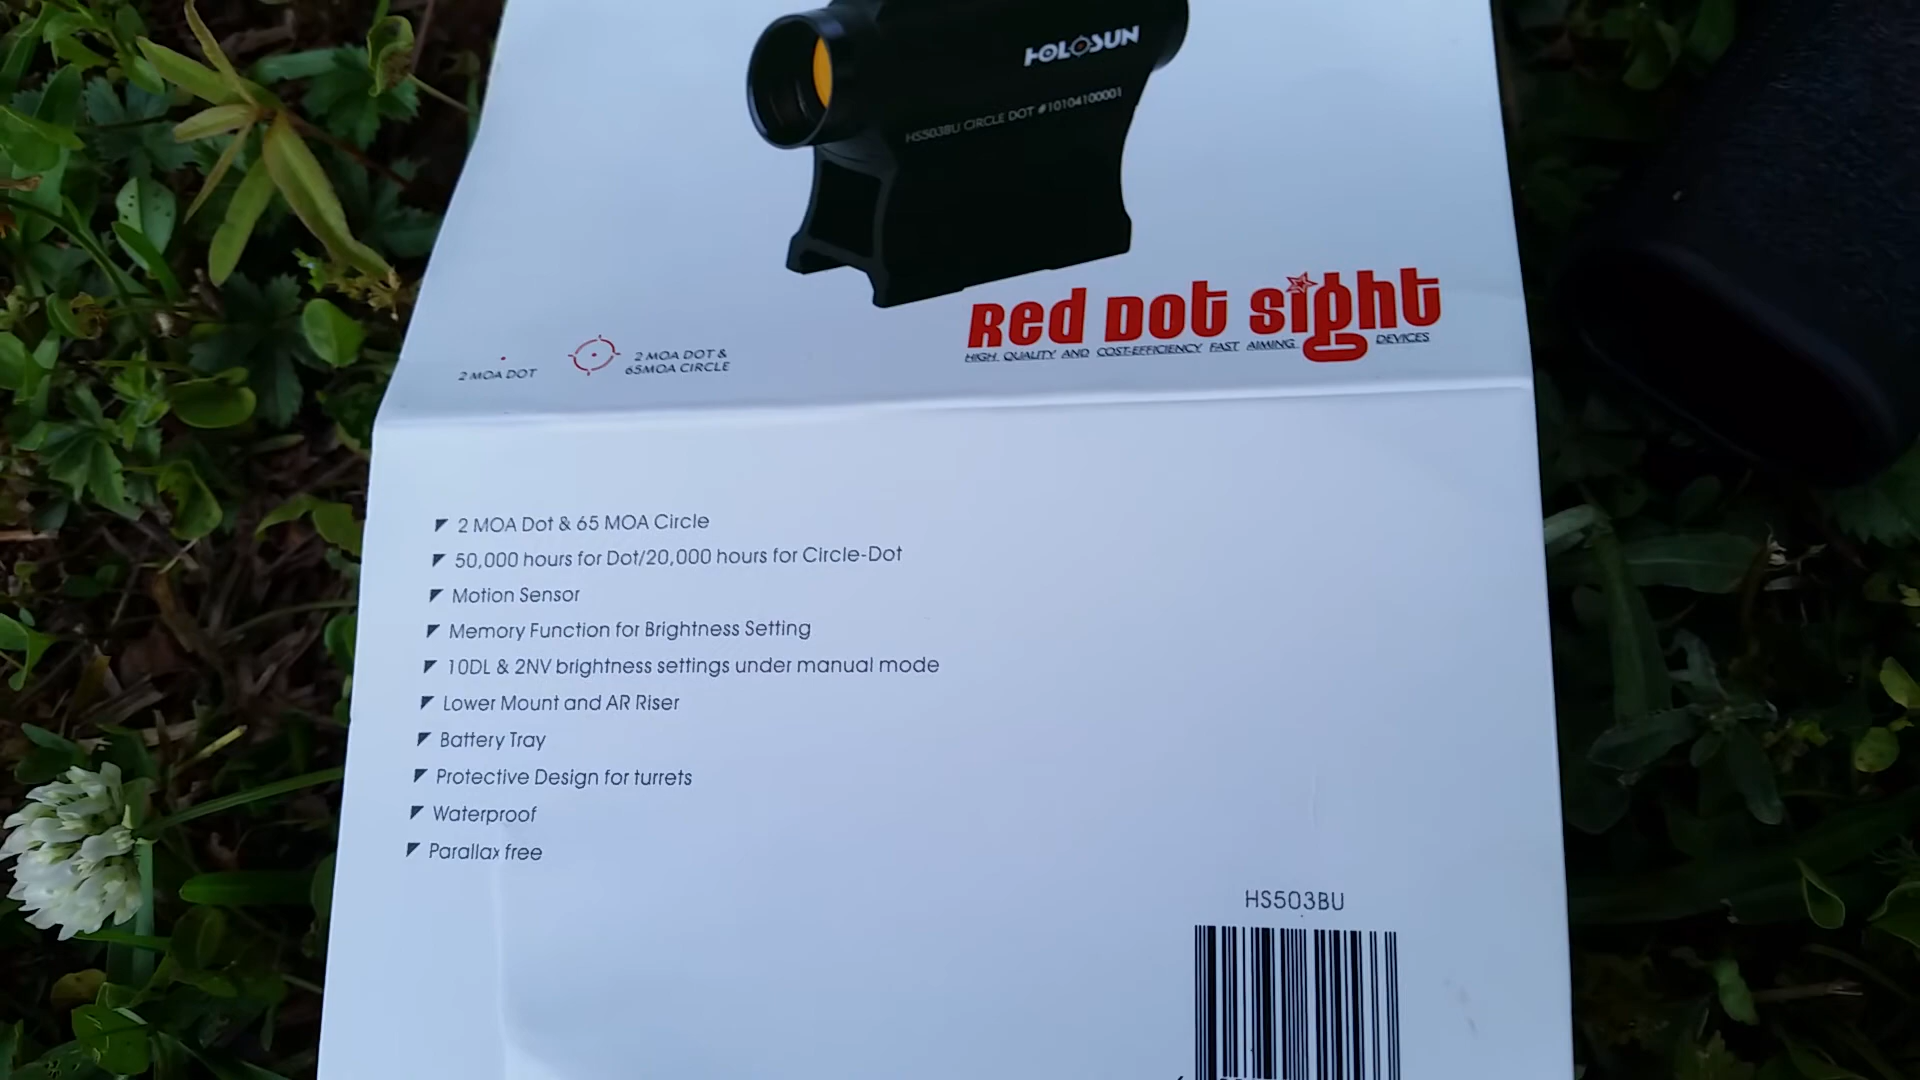 HOLOSUN
HS503BU CIRCLE DOT #10104100001
Red Dot Sight
HIGH QUALITY AND COST-EFFICIENCY FAST AIMING DEVICES
2 MOA DOT
2 MOA DOT &
65MOA CIRCLE
2 MOA Dot & 65 MOA Circle
50,000 hours for Dot/20,000 hours for Circle-Dot
Motion Sensor
Memory Function for Brightness Setting
10DL & 2NV brightness settings under manual mode
Lower Mount and AR Riser
Battery Tray
Protective Design for turrets
Waterproof
Parallax free
HS503BU